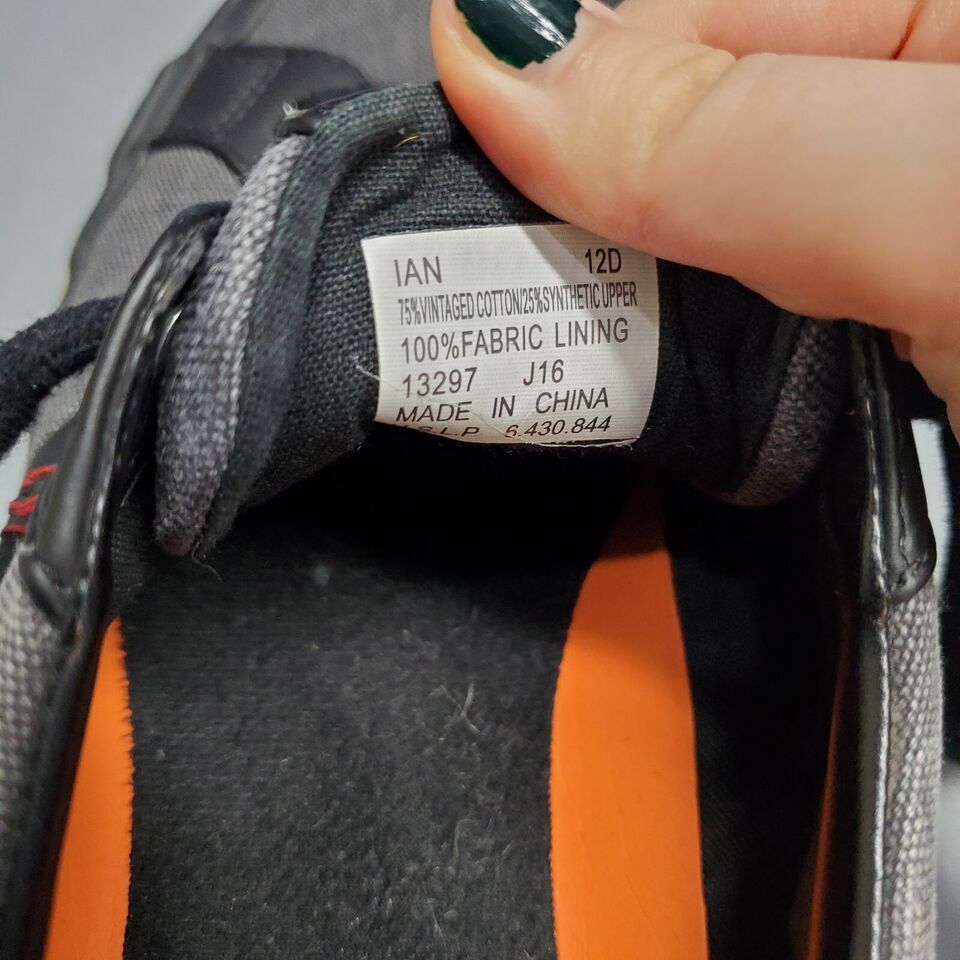 IAN 12D
75%VINTAGED COTTON/25%SYNTHETIC UPPER
100%FABRIC LINING
13297 J16
MADE IN CHINA
S.L.P 6.430.844